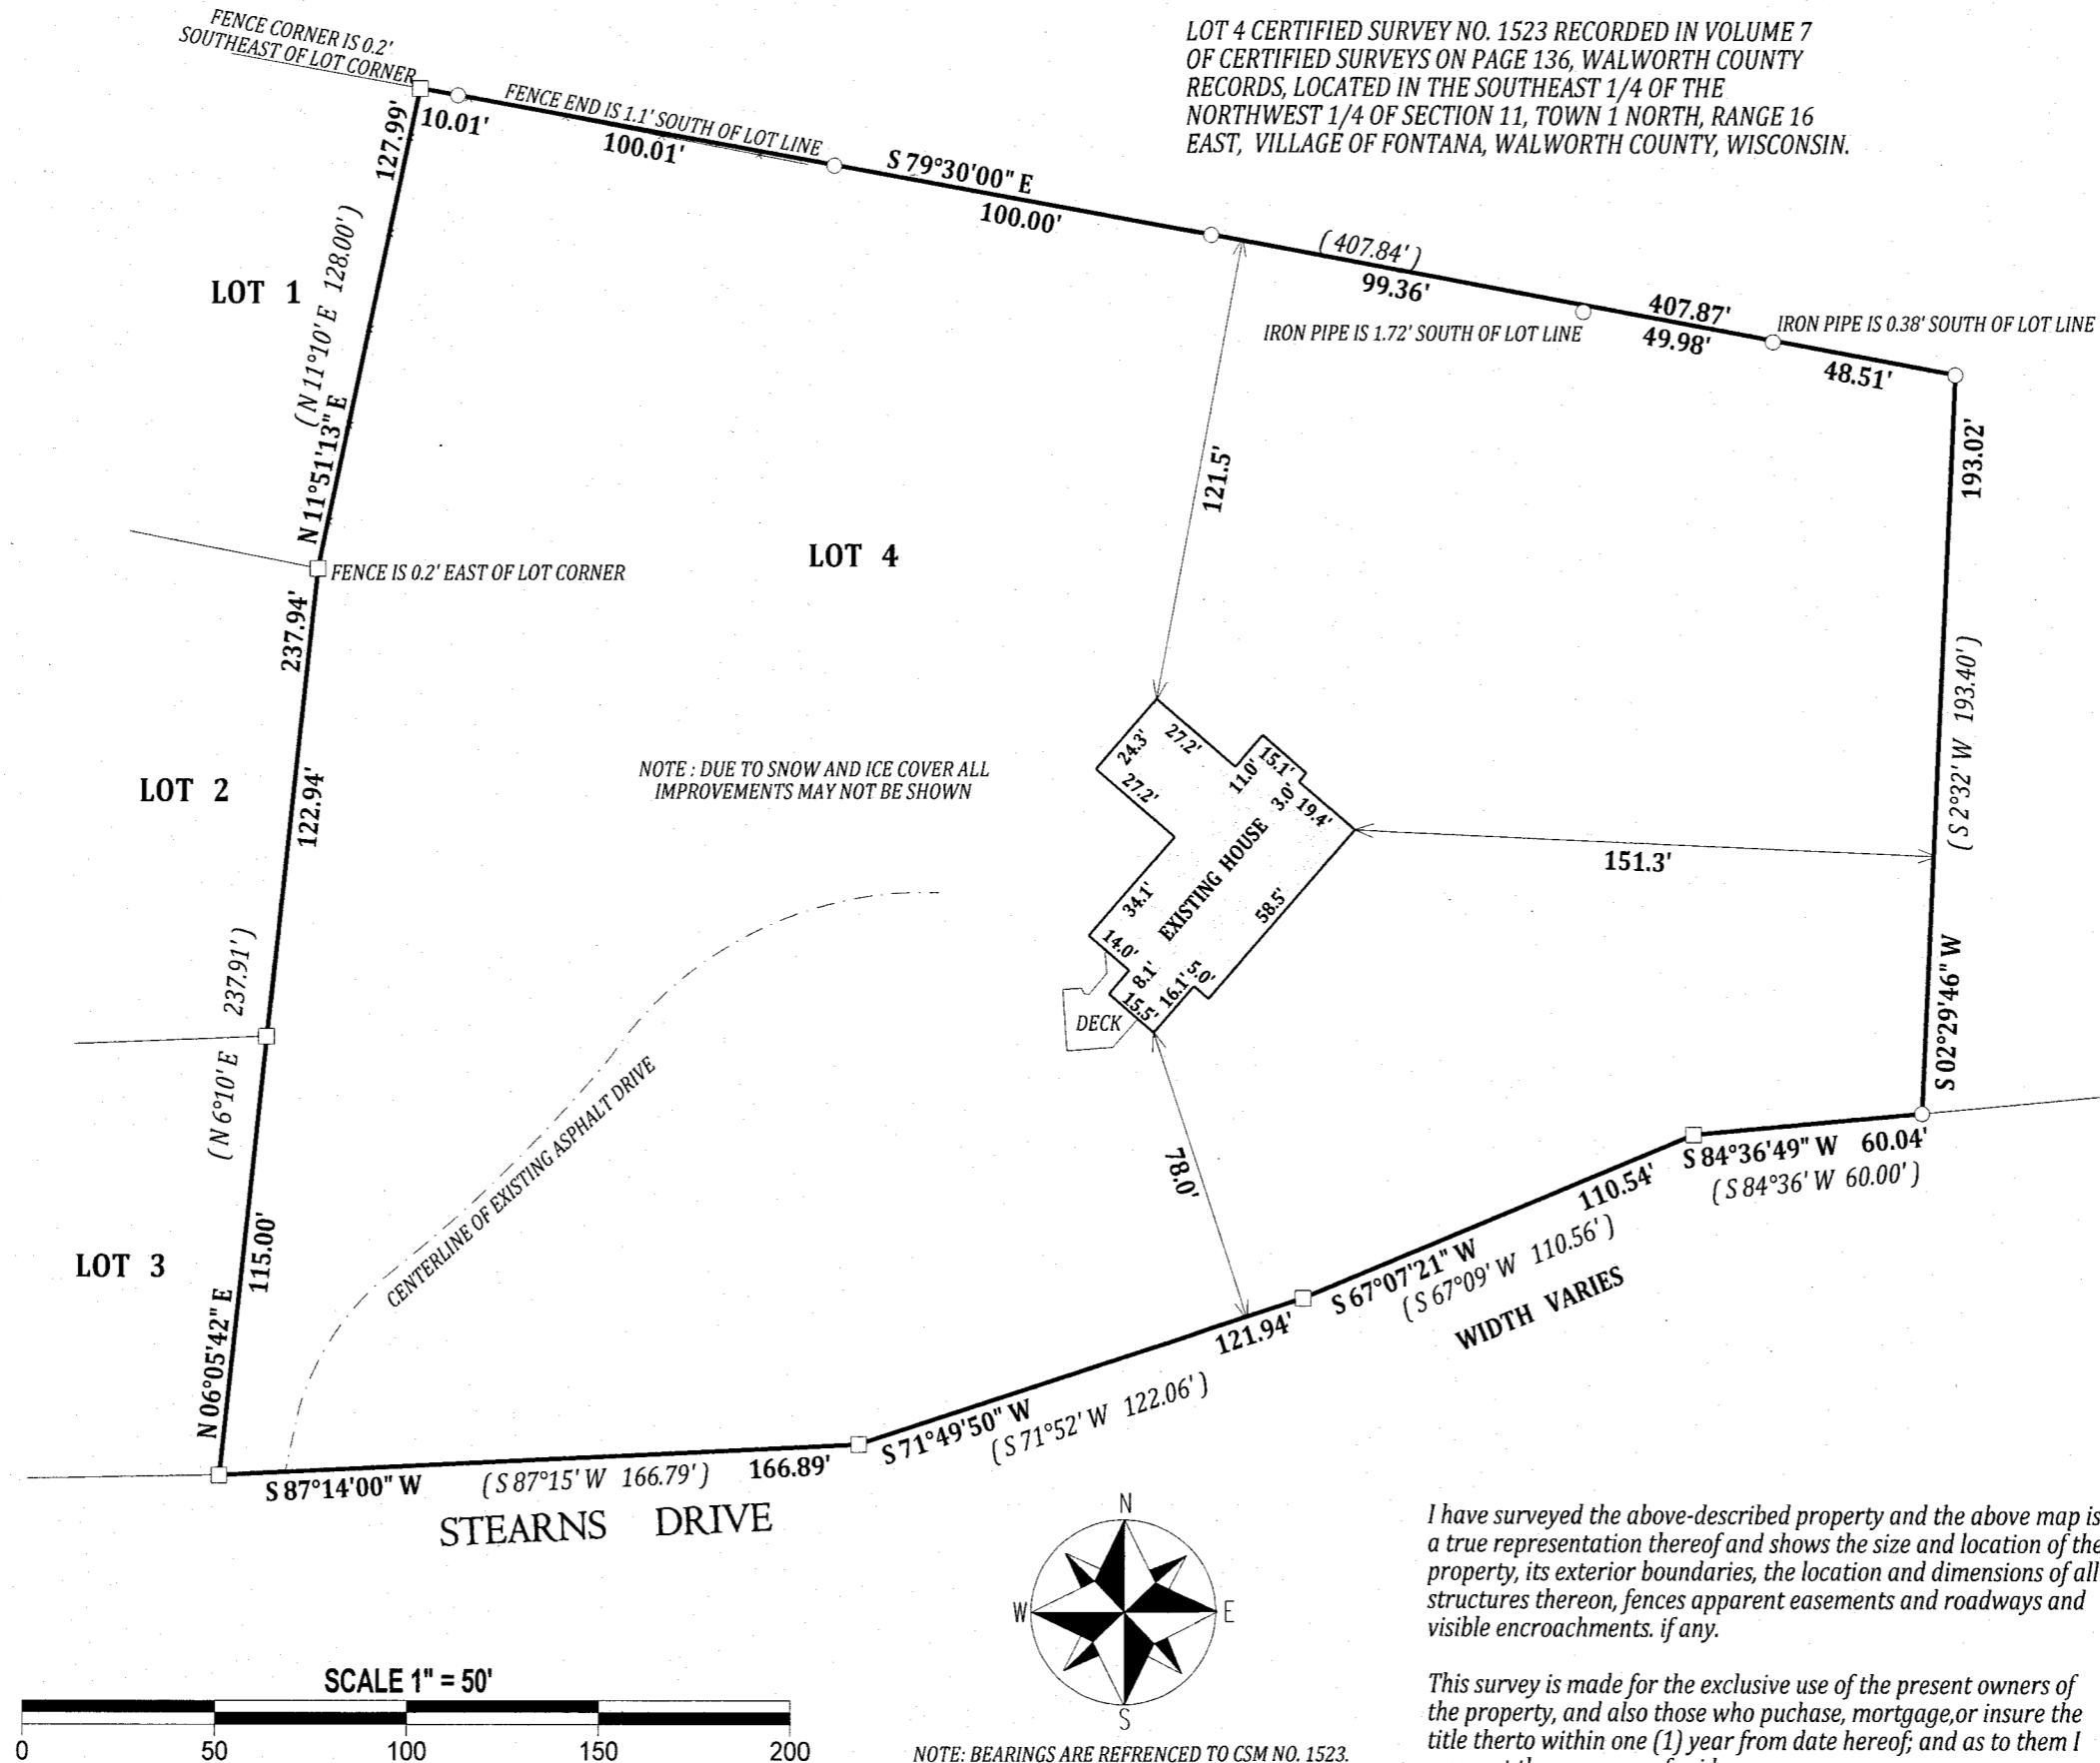 FENCE CORNER IS 0.2'
SOUTHEAST OF LOT CORNER
LOT 4 CERTIFIED SURVEY NO. 1523 RECORDED IN VOLUME 7
OF CERTIFIED SURVEYS ON PAGE 136, WALWORTH COUNTY
RECORDS, LOCATED IN THE SOUTHEAST 1/4 OF THE
NORTHWEST 1/4 OF SECTION 11, TOWN 1 NORTH, RANGE 16
EAST, VILLAGE OF FONTANA, WALWORTH COUNTY, WISCONSIN.
FENCE END IS 1.1' SOUTH OF LOT LINE
10.01'
100.01'
S 79°30'00" E
100.00'
( 407.84' )
99.36'
407.87'
49.98'
IRON PIPE IS 1.72' SOUTH OF LOT LINE
IRON PIPE IS 0.38' SOUTH OF LOT LINE
48.51'
127.99'
( N 11°10' E 128.00' )
N 11°51'13" E
LOT 1
193.02'
( S 2°32' W 193.40' )
S 02°29'46" W
121.5'
LOT 4
FENCE IS 0.2' EAST OF LOT CORNER
237.94'
LOT 2
122.94'
NOTE : DUE TO SNOW AND ICE COVER ALL
IMPROVEMENTS MAY NOT BE SHOWN
24.3'
27.2'
27.2'
11.0'
15.1'
3.0'
19.4'
EXISTING HOUSE
34.1'
58.5'
14.0'
8.1'
15.5'
16.1'
5.0'
DECK
151.3'
78.0'
( N 6°10' E 237.91' )
CENTERLINE OF EXISTING ASPHALT DRIVE
LOT 3
115.00'
N 06°05'42" E
S 84°36'49" W 60.04'
( S 84°36' W 60.00' )
110.54'
S 67°07'21" W
( S 67°09' W 110.56' )
WIDTH VARIES
121.94'
S 71°49'50" W
( S 71°52' W 122.06' )
S 87°14'00" W
( S 87°15' W 166.79' )
166.89'
STEARNS DRIVE
N
W
E
S
SCALE 1" = 50'
0 50 100 150 200
NOTE: BEARINGS ARE REFRENCED TO CSM NO. 1523.
I have surveyed the above-described property and the above map is
a true representation thereof and shows the size and location of the
property, its exterior boundaries, the location and dimensions of all
structures thereon, fences apparent easements and roadways and
visible encroachments. if any.
This survey is made for the exclusive use of the present owners of
the property, and also those who puchase, mortgage,or insure the
title therto within one (1) year from date hereof; and as to them I